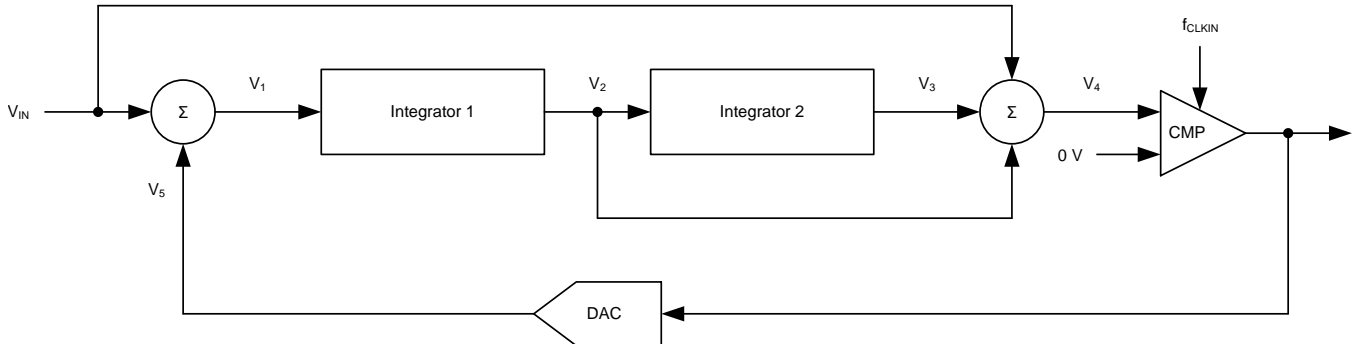 f_CLKIN
V_IN
Σ
V_1
Integrator 1
V_2
Integrator 2
V_3
Σ
V_4
CMP
0 V
V_5
DAC